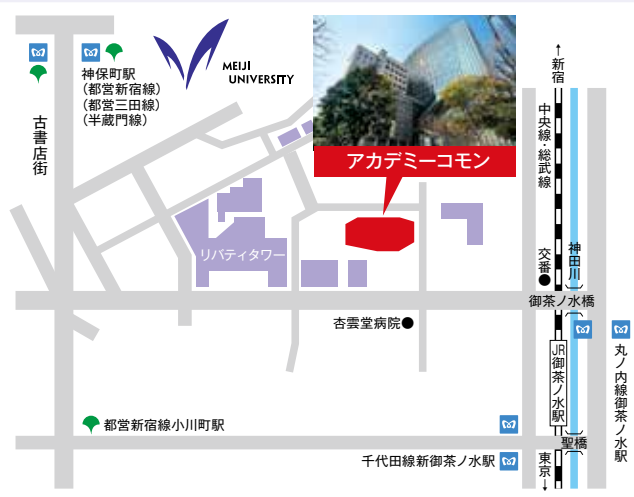 神保町駅
（都営新宿線）
（都営三田線）
（半蔵門線）
古書店街
MEIJI
UNIVERSITY
アカデミーコモン
↑新宿
中央線・総武線
リバティタワー
交番
神田川
御茶ノ水橋
杏雲堂病院
JR御茶ノ水駅
丸ノ内線御茶ノ水駅
都営新宿線小川町駅
聖橋
千代田線新御茶ノ水駅
東京↓